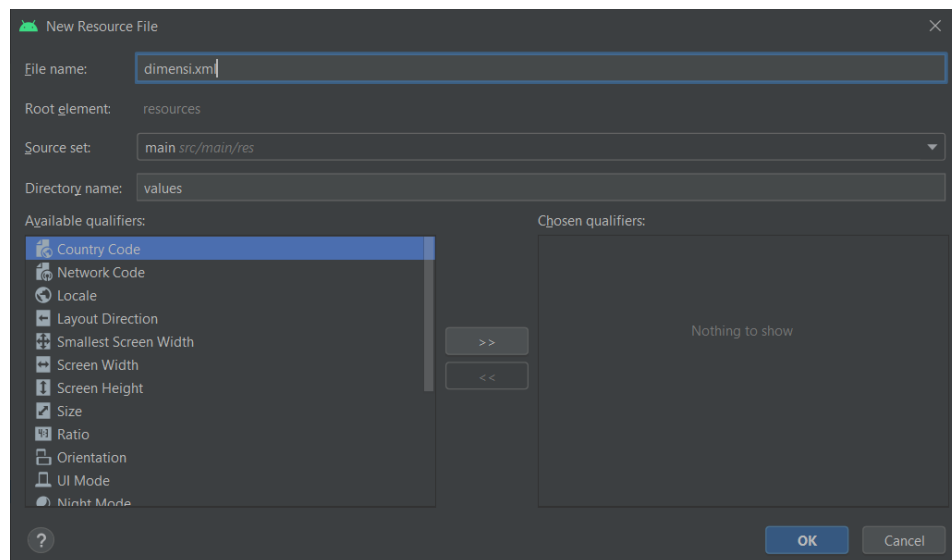 New Resource File
File name: dimensi.xml
Root element: resources
Source set: main src/main/res
Directory name: values
Available qualifiers:
Country Code
Network Code
Locale
Layout Direction
Smallest Screen Width
Screen Width
Screen Height
Size
Ratio
Orientation
UI Mode
Night Mode
>>
<<
Chosen qualifiers:
Nothing to show
?
OK Cancel